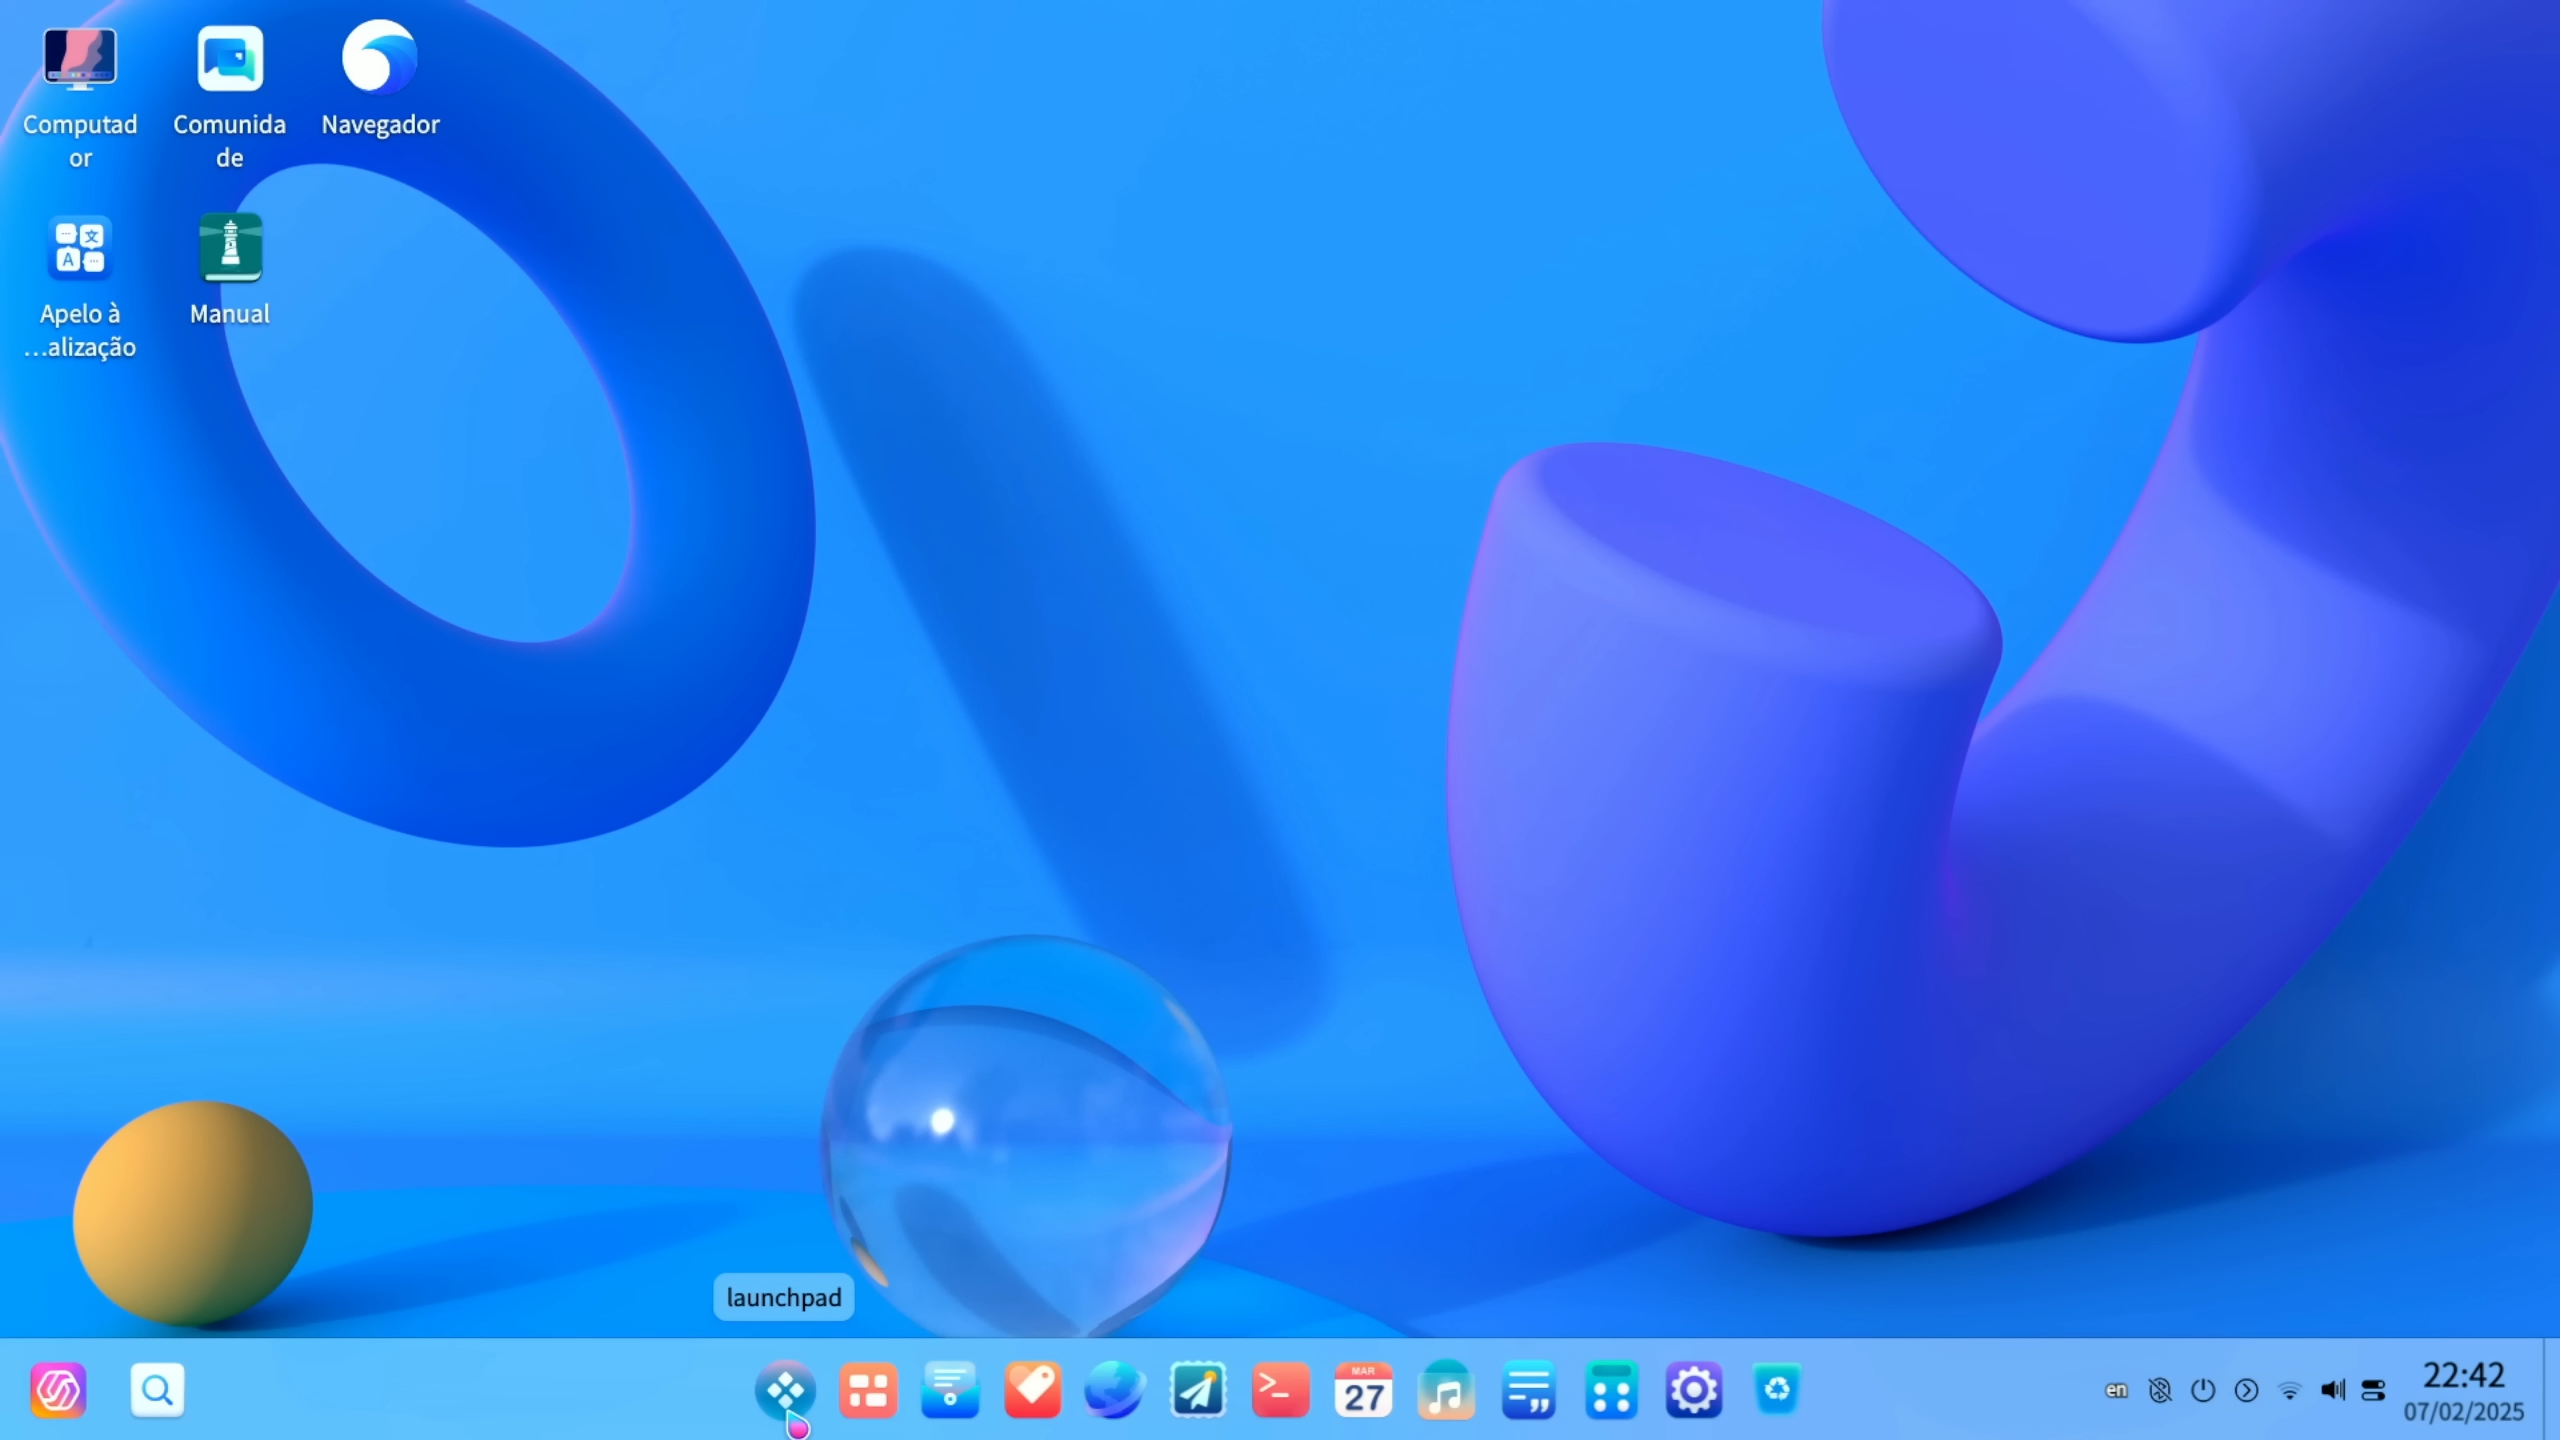 Computad
or
Comunida
de
Navegador
Apelo à
...alização
Manual
launchpad
MAR
27
en
22:42
07/02/2025